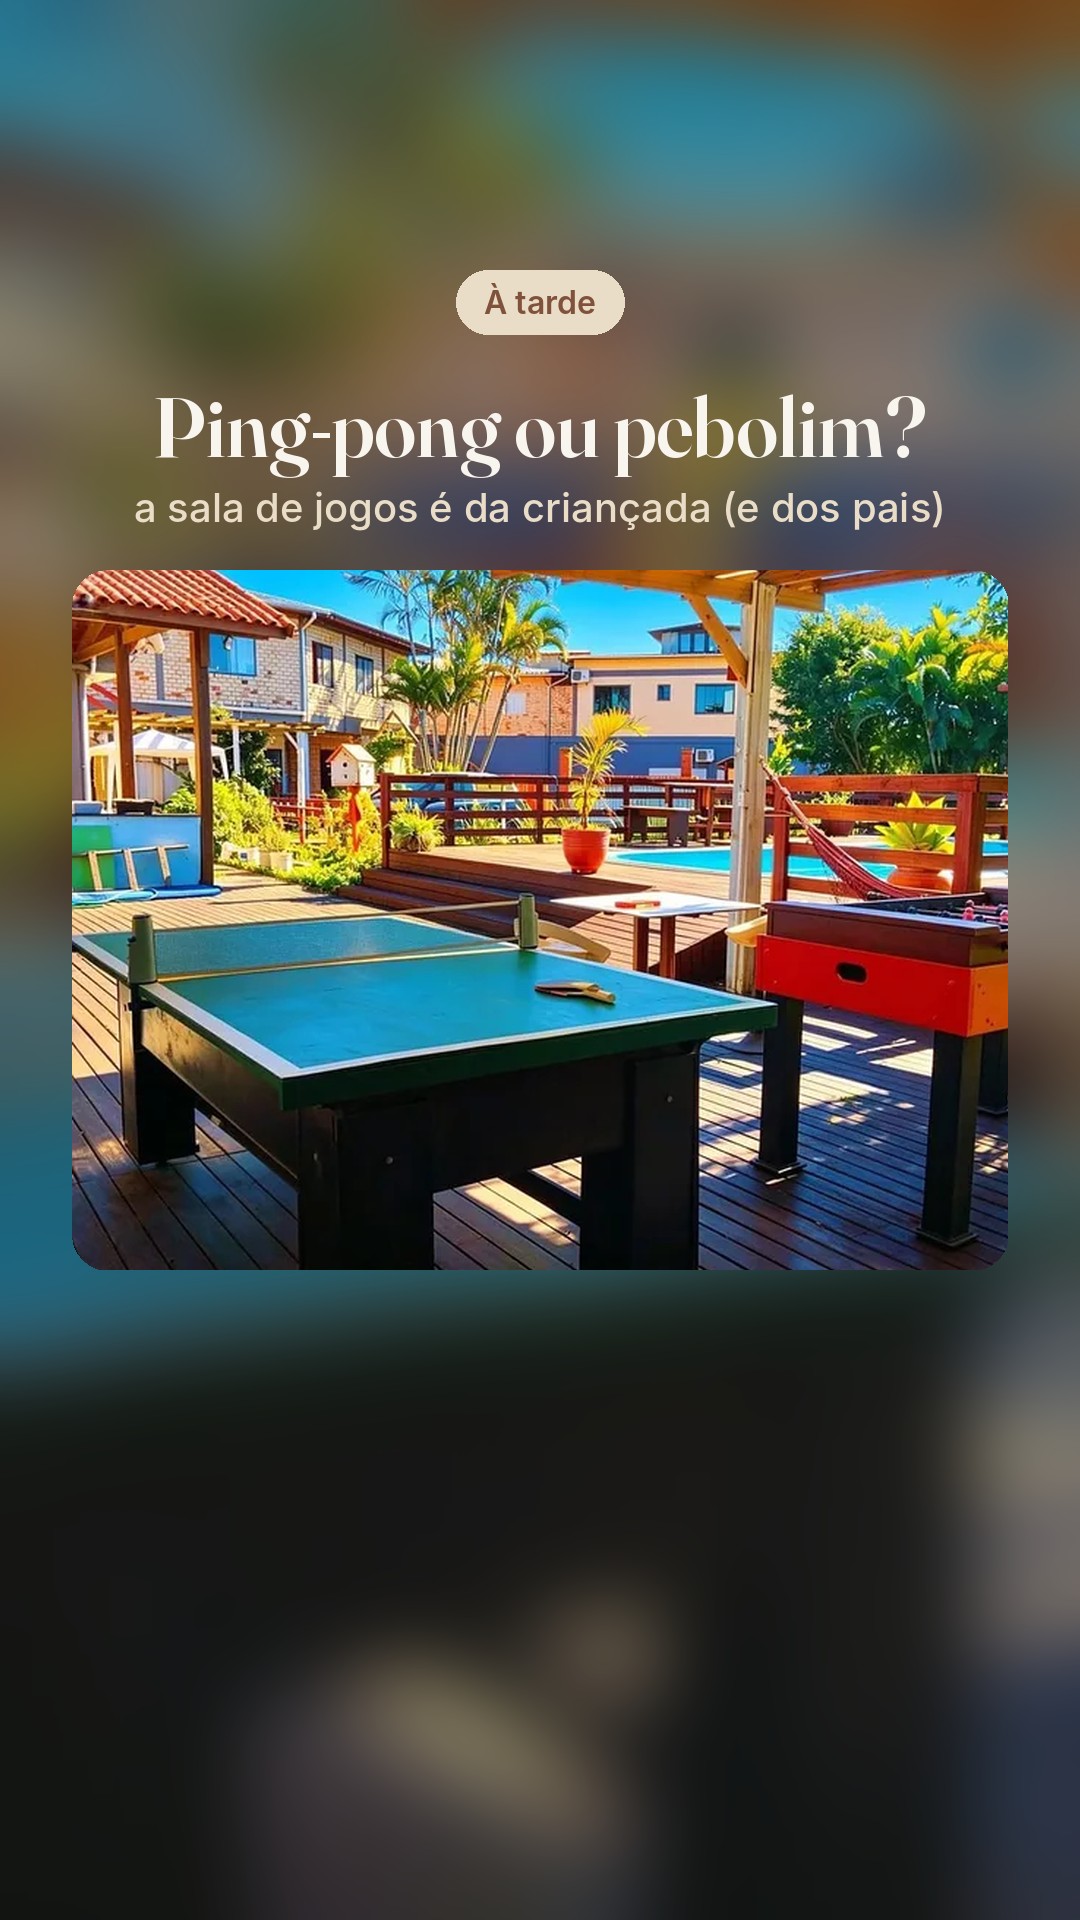 À tarde
Ping-pong ou pebolim?
a sala de jogos é da criançada (e dos pais)